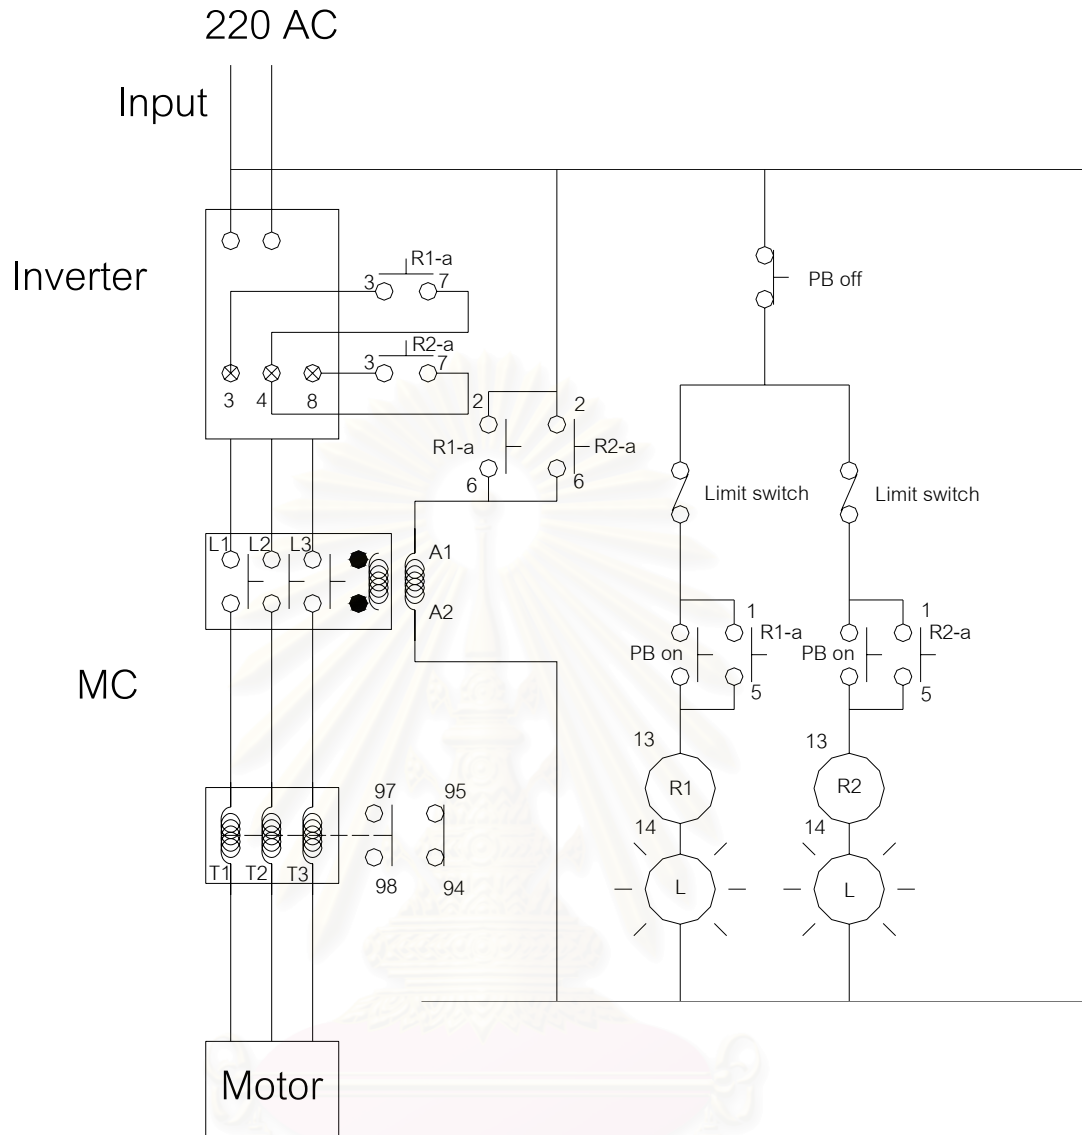 220 AC
Input
Inverter
R1-a
3 7
PB off
R2-a
3 7
3 4 8
2 2
R1-a R2-a
6 6
Limit switch Limit switch
L1 L2 L3
A1
A2
1 1
PB on R1-a PB on R2-a
5 5
MC
13 13
R1 R2
97 95
14 14
T1 T2 T3
98 94
L L
Motor